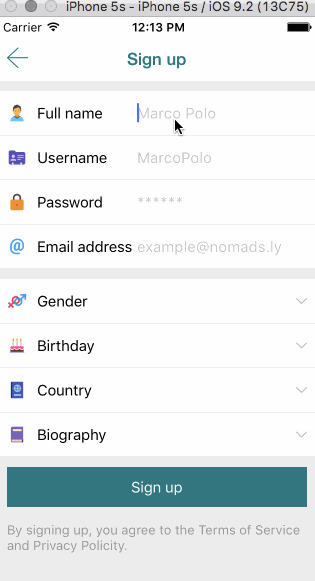 iPhone 5s - iPhone 5s / iOS 9.2 (13C75)
Carrier 12:13 PM
Sign up
Full name Marco Polo
Username MarcoPolo
Password ******
@ Email address example@nomads.ly
Gender
Birthday
Country
Biography
Sign up
By signing up, you agree to the Terms of Service
and Privacy Policity.